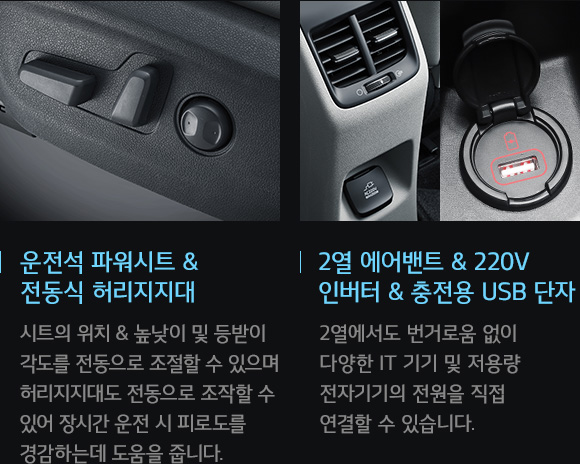 운전석 파워시트 &
전동식 허리지지대
시트의 위치 & 높낮이 및 등받이
각도를 전동으로 조절할 수 있으며
허리지지대도 전동으로 조작할 수
있어 장시간 운전 시 피로도를
경감하는데 도움을 줍니다.
2열 에어밴트 & 220V
인버터 & 충전용 USB 단자
2열에서도 번거로움 없이
다양한 IT 기기 및 저용량
전자기기의 전원을 직접
연결할 수 있습니다.